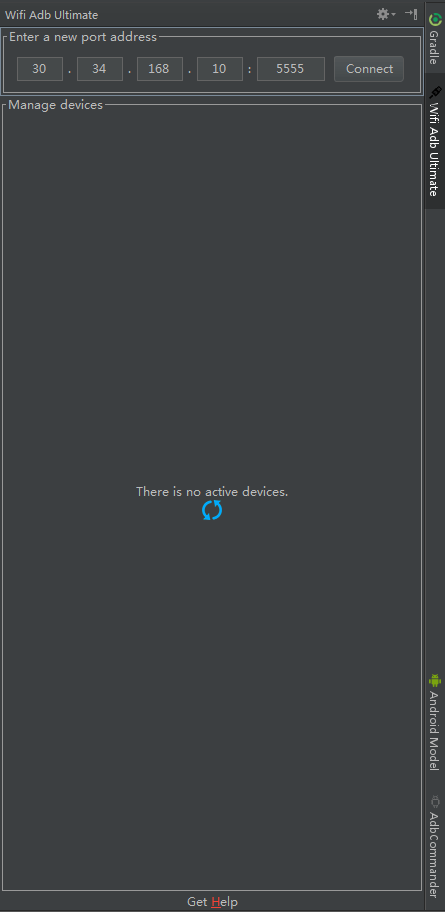 Wifi Adb Ultimate
Enter a new port address
30 . 34 . 168 . 10 : 5555 Connect
Manage devices
There is no active devices.
Get Help
Gradle
Wifi Adb Ultimate
Android Model
AdbCommander